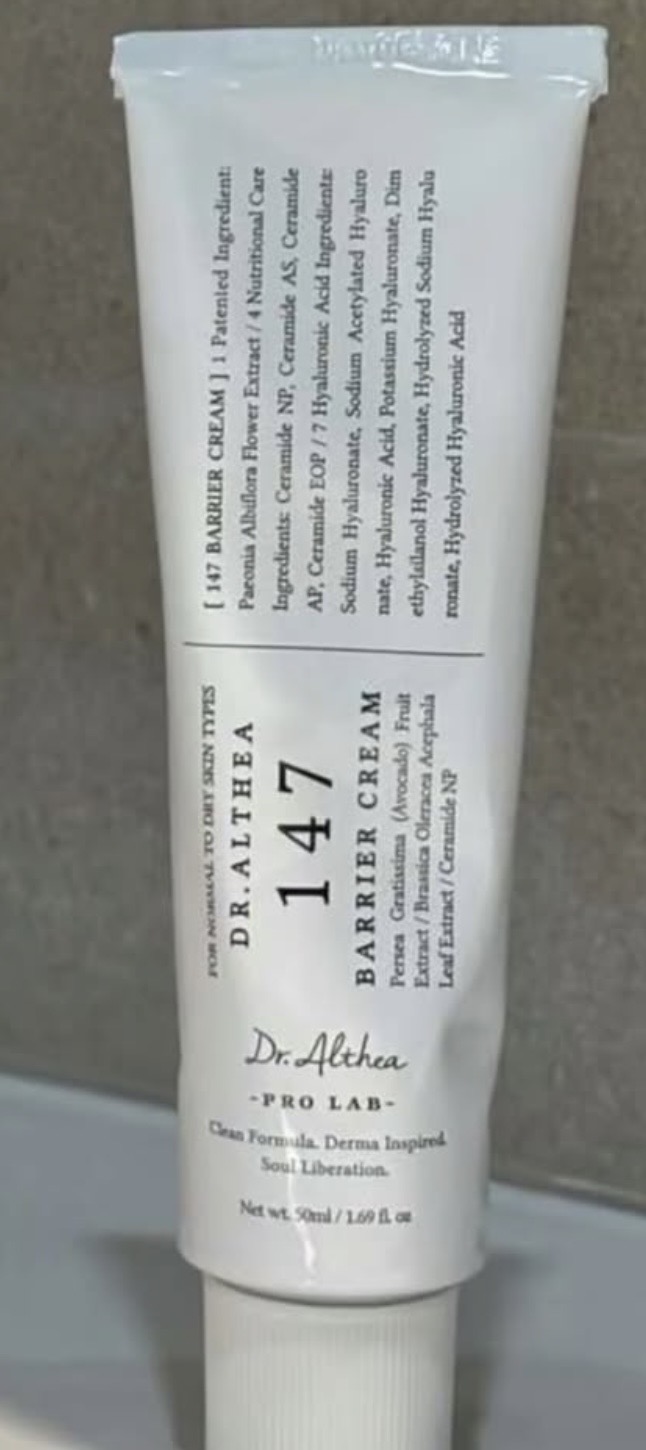 [ 147 BARRIER CREAM ] 1 Patented Ingredient:
Paeonia Albiflora Flower Extract / 4 Nutritional Care
Ingredients: Ceramide NP, Ceramide AS, Ceramide
AP, Ceramide EOP / 7 Hyaluronic Acid Ingredients:
Sodium Hyaluronate, Sodium Acetylated Hyaluro
nate, Hyaluronic Acid, Potassium Hyaluronate, Dim
ethylsilanol Hyaluronate, Hydrolyzed Sodium Hyalu
ronate, Hydrolyzed Hyaluronic Acid
FOR NORMAL TO DRY SKIN TYPES
DR.ALTHEA
147
BARRIER CREAM
Persea Gratissima (Avocado) Fruit
Extract / Brassica Oleracea Acephala
Leaf Extract / Ceramide NP
Dr.Althea
-PRO LAB-
Clean Formula. Derma Inspired.
Soul Liberation.
Net wt. 50ml / 1.69 fl. oz